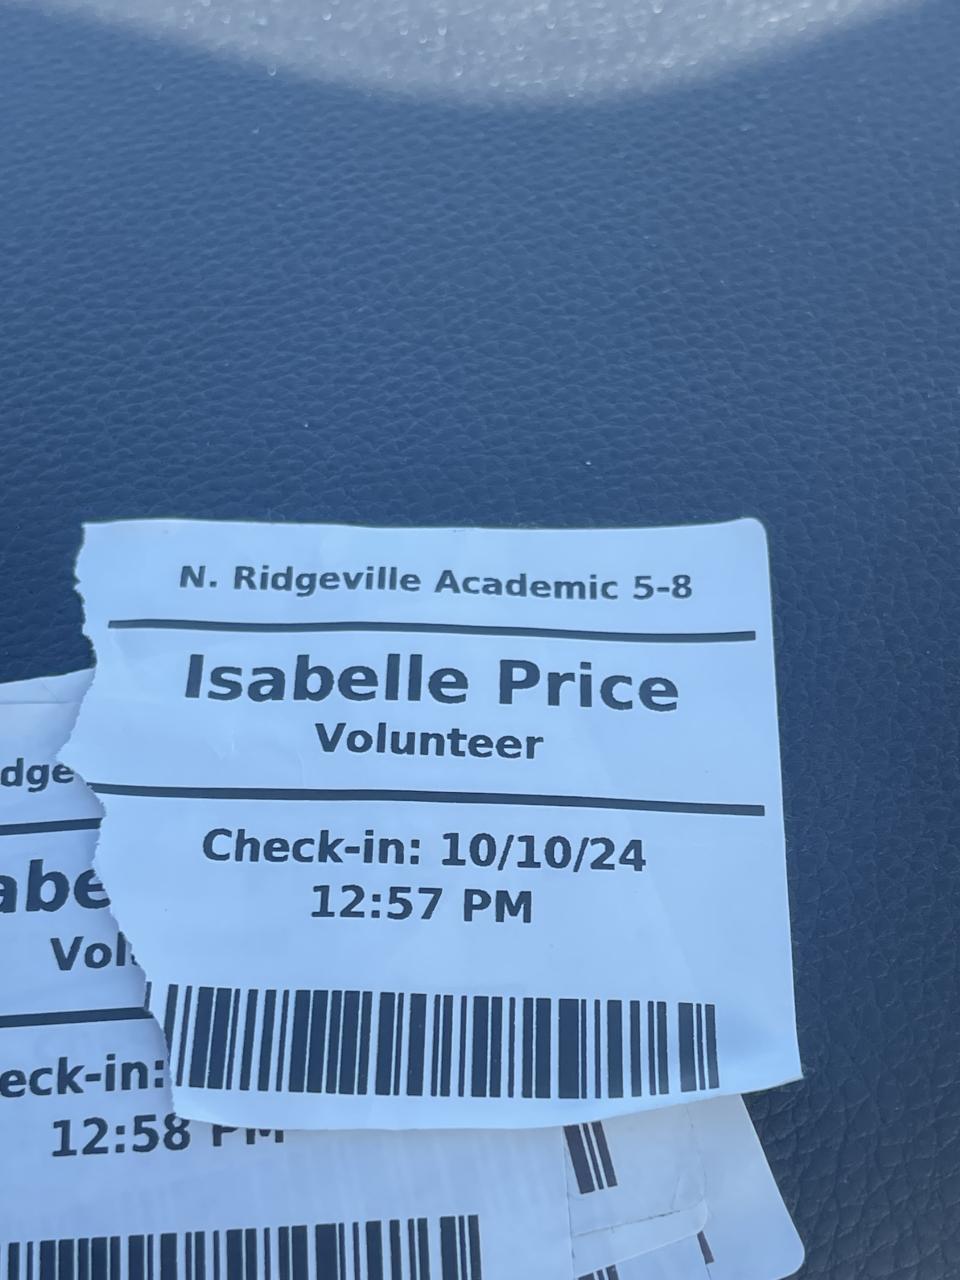 N. Ridgeville Academic 5-8
Isabelle Price
Volunteer
Check-in: 10/10/24
12:57 PM
dge
abe
Vol
eck-in:
12:58 PM